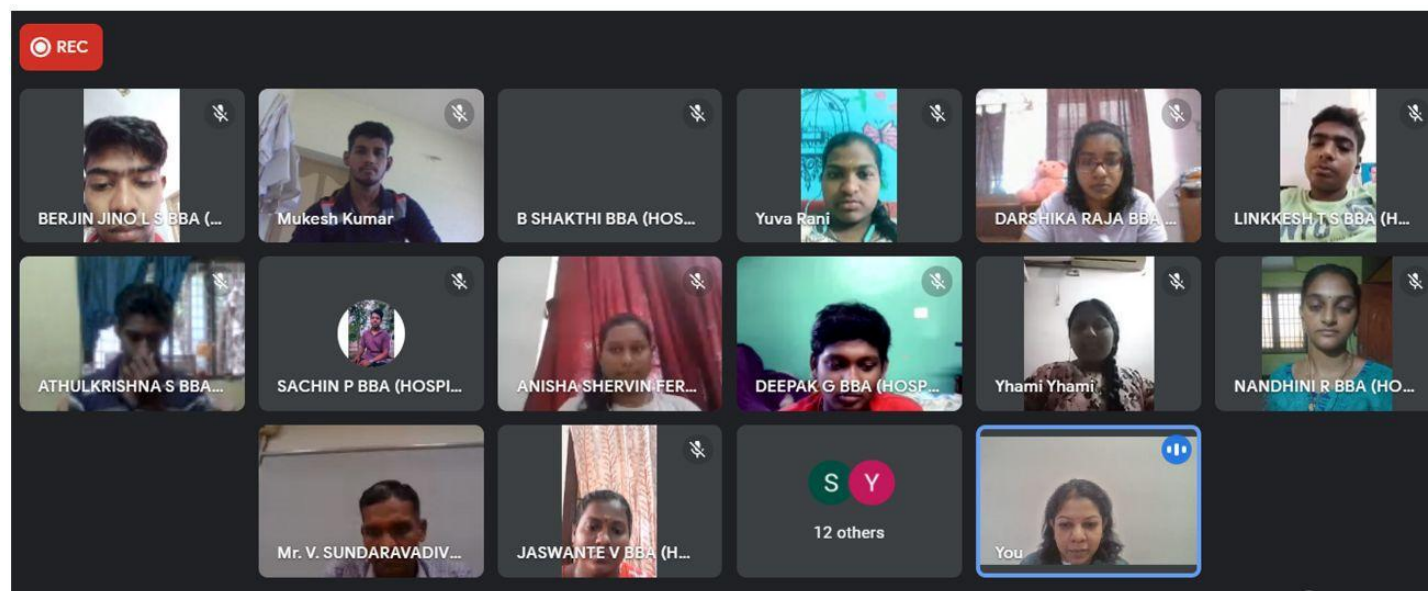 REC
BERJIN JINO L S BBA (...
Mukesh Kumar
B SHAKTHI BBA (HOS...
Yuva Rani
DARSHIKA RAJA BBA ...
LINKKESH T S BBA (H...
ATHULKRISHNA S BBA...
SACHIN P BBA (HOSPI...
ANISHA SHERVIN FER...
DEEPAK G BBA (HOSP...
Yhami Yhami
NANDHINI R BBA (HO...
Mr. V. SUNDARAVADIV...
JASWANTE V BBA (H...
S Y
12 others
You